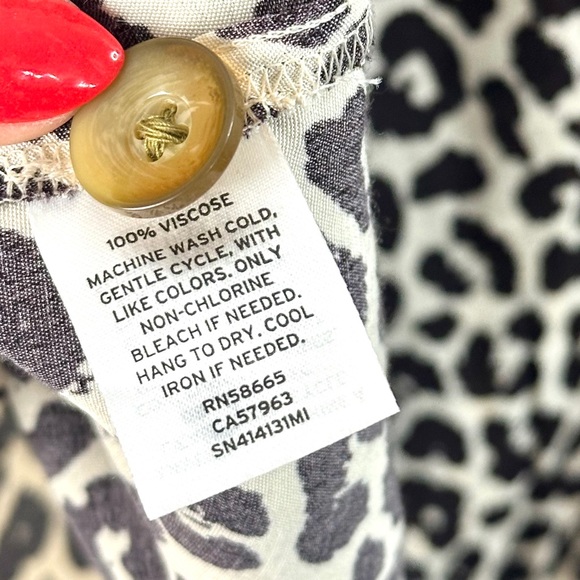 100% VISCOSE
MACHINE WASH COLD,
GENTLE CYCLE, WITH
LIKE COLORS. ONLY
NON-CHLORINE
BLEACH IF NEEDED.
HANG TO DRY. COOL
IRON IF NEEDED.
RN58665
CA57963
SN414131MI